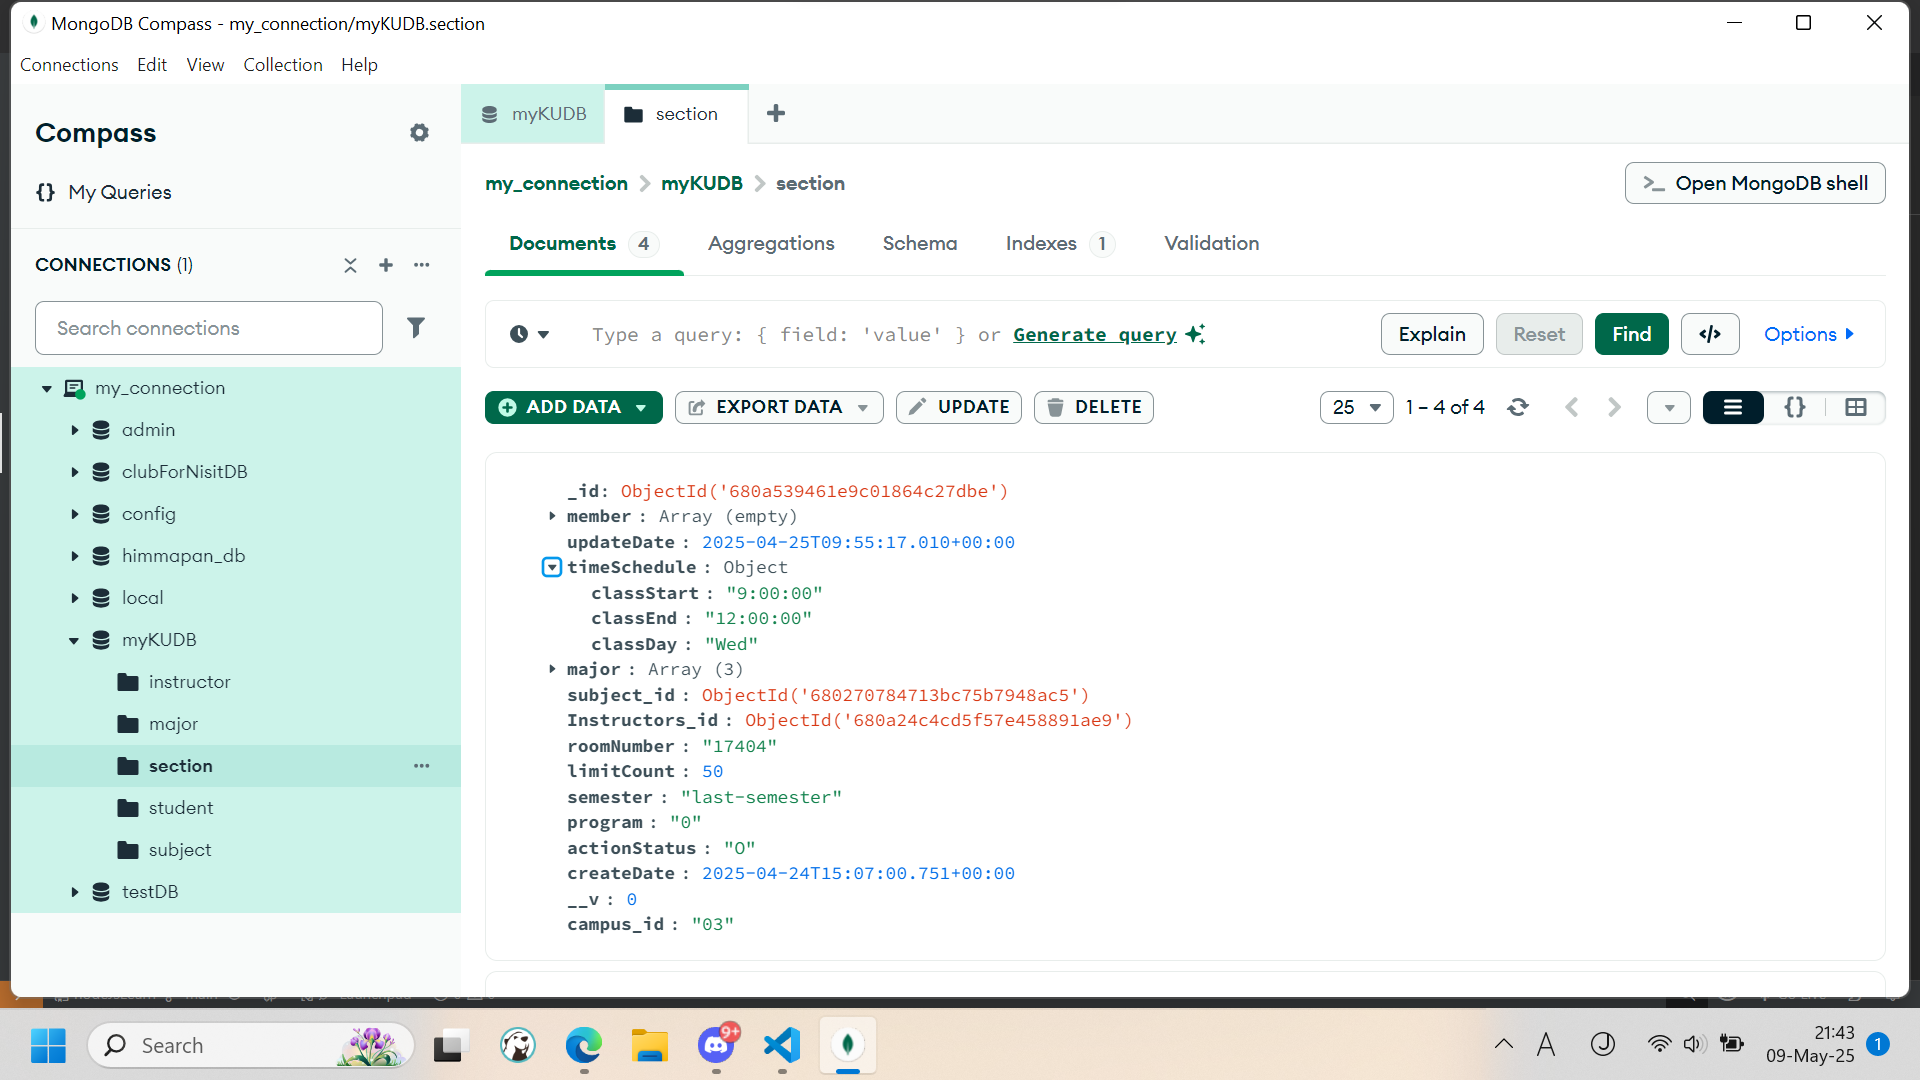 MongoDB Compass - my_connection/myKUDB.section
Connections Edit View Collection Help
Compass
My Queries
CONNECTIONS (1)
Search connections
my_connection
admin
clubForNisitDB
config
himmapan_db
local
myKUDB
instructor
major
section
student
subject
testDB
myKUDB section
my_connection > myKUDB > section
>_ Open MongoDB shell
Documents 4 Aggregations Schema Indexes 1 Validation
Type a query: { field: 'value' } or Generate query
Explain Reset Find </> Options
ADD DATA EXPORT DATA UPDATE DELETE
25 1 – 4 of 4 {}
_id: ObjectId('680a539461e9c01864c27dbe')
member : Array (empty)
updateDate : 2025-04-25T09:55:17.010+00:00
timeSchedule : Object
classStart : "9:00:00"
classEnd : "12:00:00"
classDay : "Wed"
major : Array (3)
subject_id : ObjectId('680270784713bc75b7948ac5')
Instructors_id : ObjectId('680a24c4cd5f57e458891ae9')
roomNumber : "17404"
limitCount : 50
semester : "last-semester"
program : "0"
actionStatus : "O"
createDate : 2025-04-24T15:07:00.751+00:00
__v : 0
campus_id : "03"
Search
9+
A
21:43
09-May-25
1